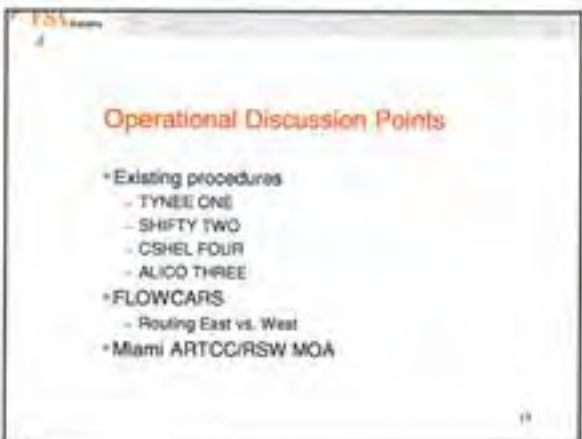 Operational Discussion Points
• Existing procedures
- TYNEE ONE
- SHIFTY TWO
- CSHEL FOUR
- ALICO THREE
• FLOWCARS
- Routing East vs. West
• Miami ARTCC/RSW MOA